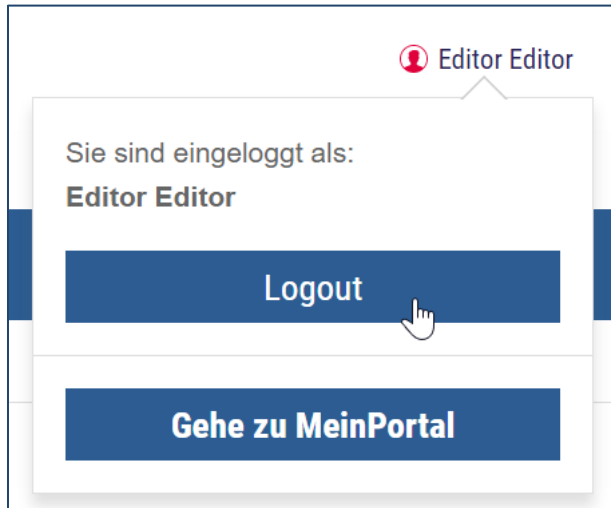 Editor Editor
Sie sind eingeloggt als:
Editor Editor
Logout
Gehe zu MeinPortal